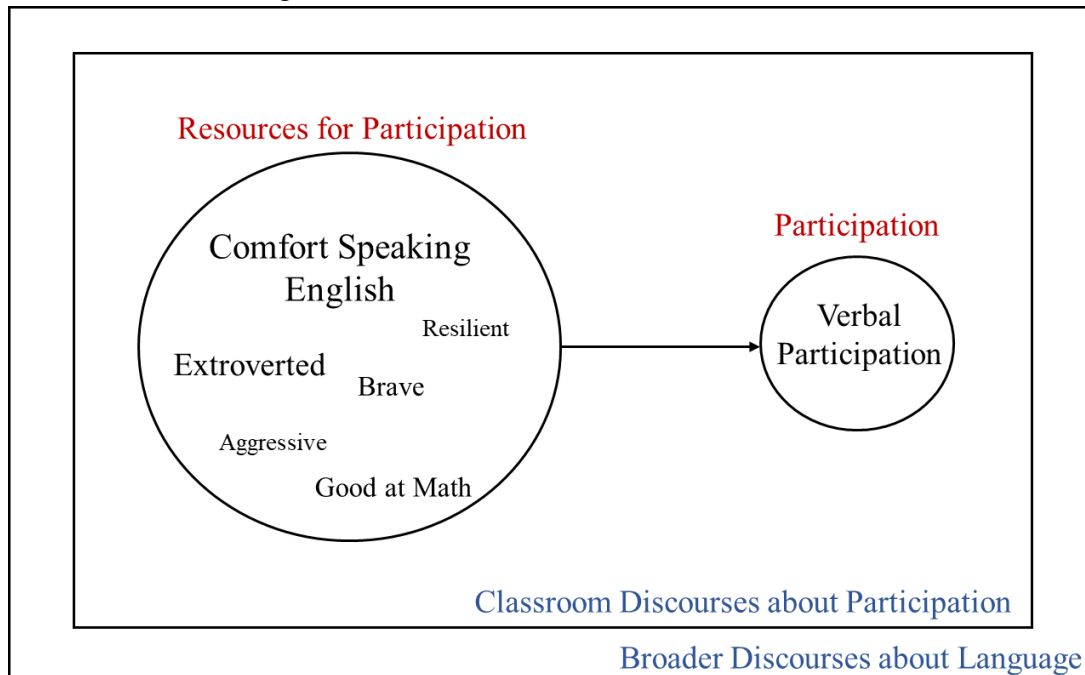 Resources for Participation
Comfort Speaking
English
Resilient
Extroverted
Brave
Aggressive
Good at Math
Participation
Verbal
Participation
Classroom Discourses about Participation
Broader Discourses about Language